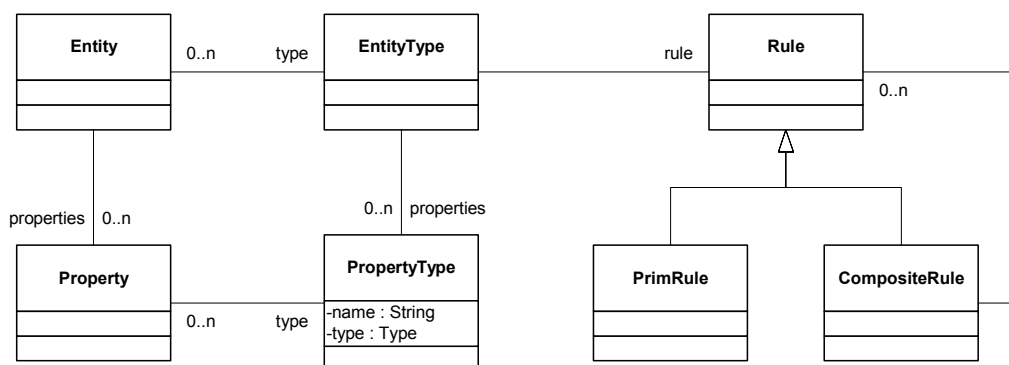 Entity
0..n
type
EntityType
rule
Rule
0..n
properties
0..n
0..n
properties
Property
0..n
type
PropertyType
-name : String
-type : Type
PrimRule
CompositeRule